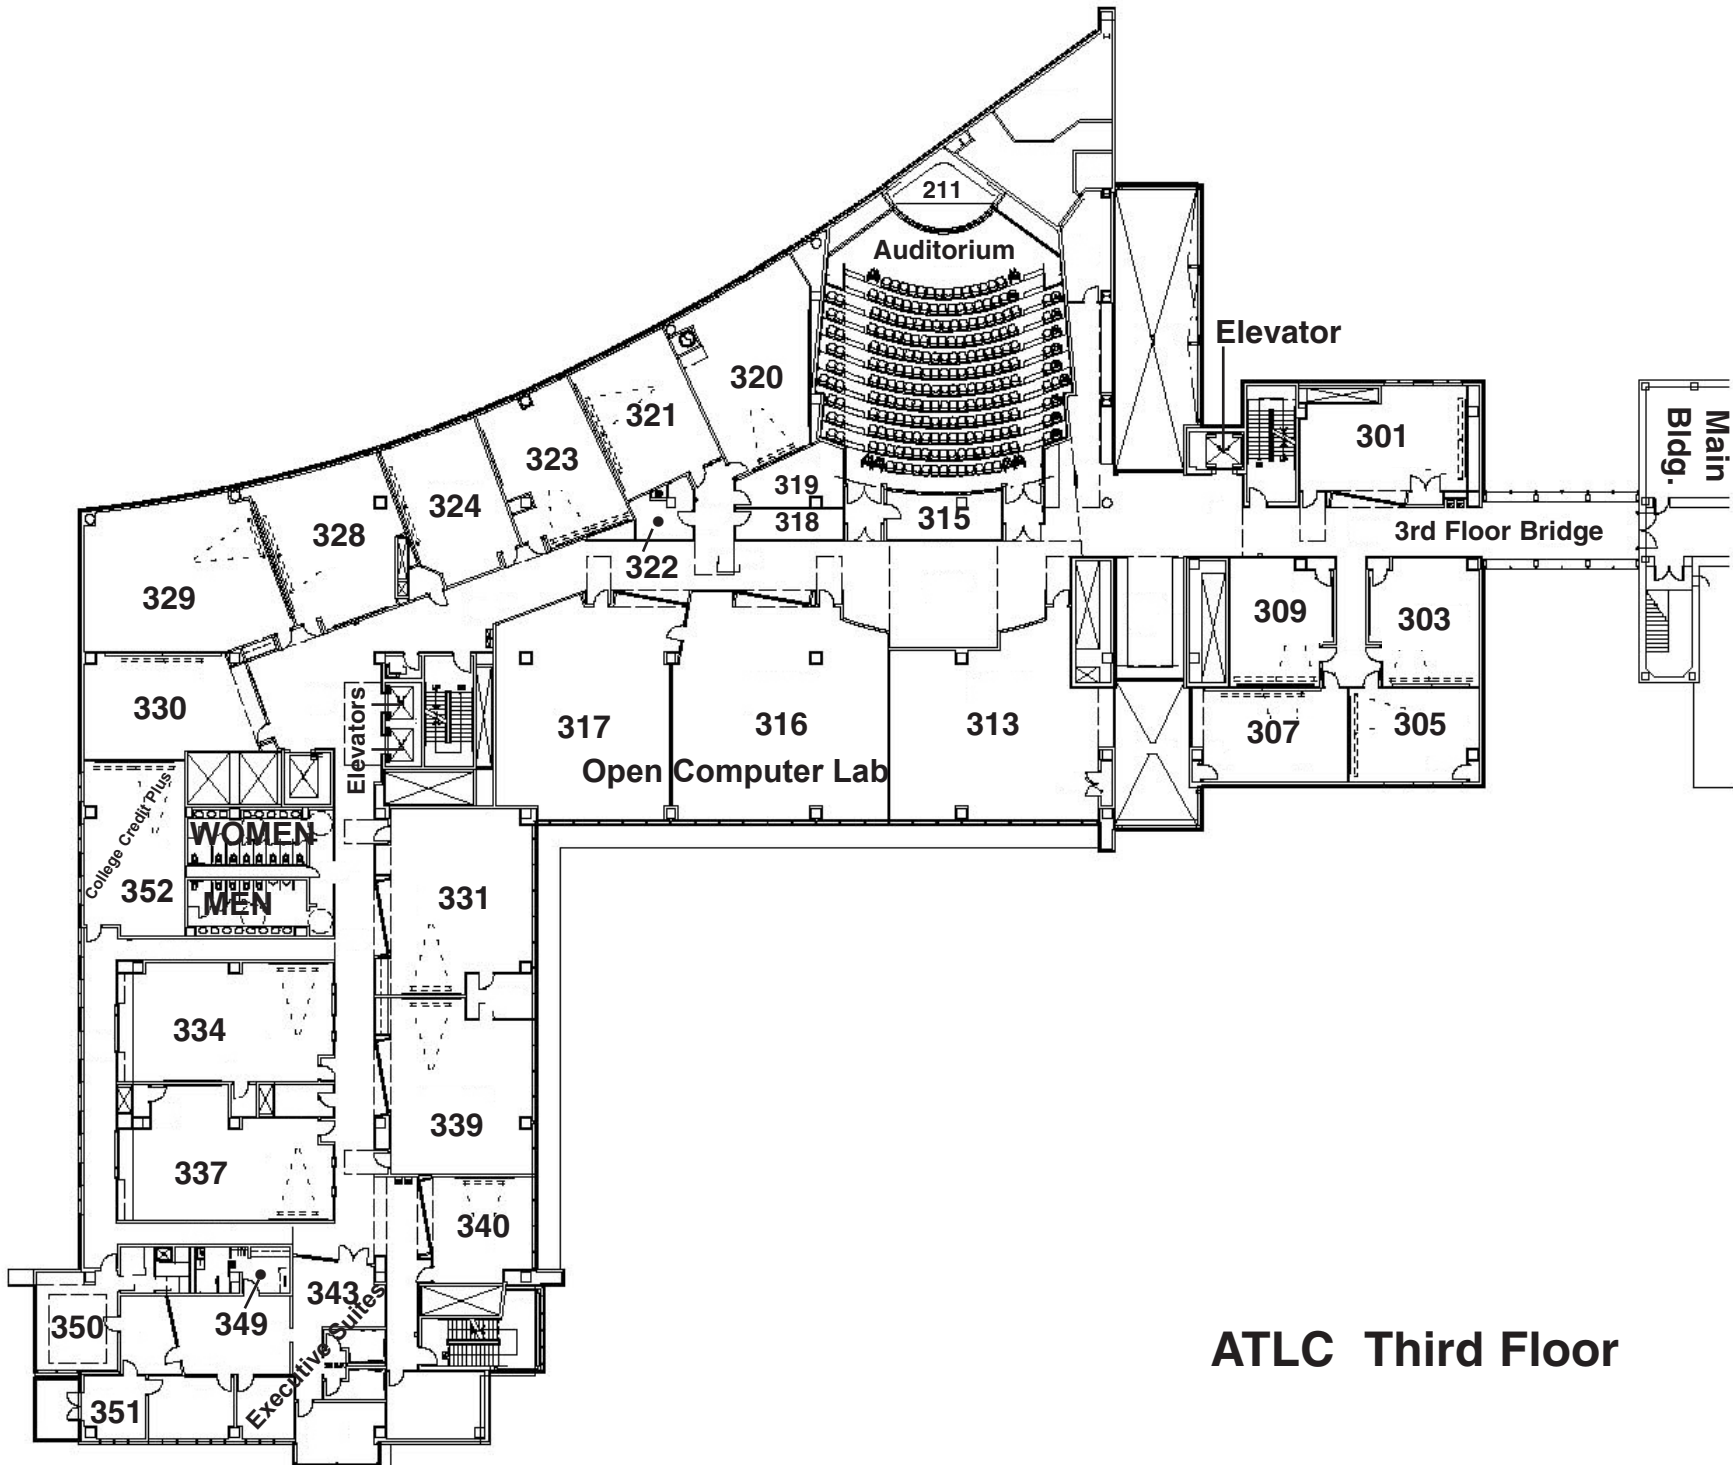 211
Auditorium
Elevator
320
301
Main
Bldg.
321
323
319
324
318
315
328
3rd Floor Bridge
322
329
309
303
330
Elevators
317
316
313
307
305
Open Computer Lab
College Credit Plus
WOMEN
352
MEN
331
334
339
337
340
343
349
350
Executive Suites
351
ATLC Third Floor